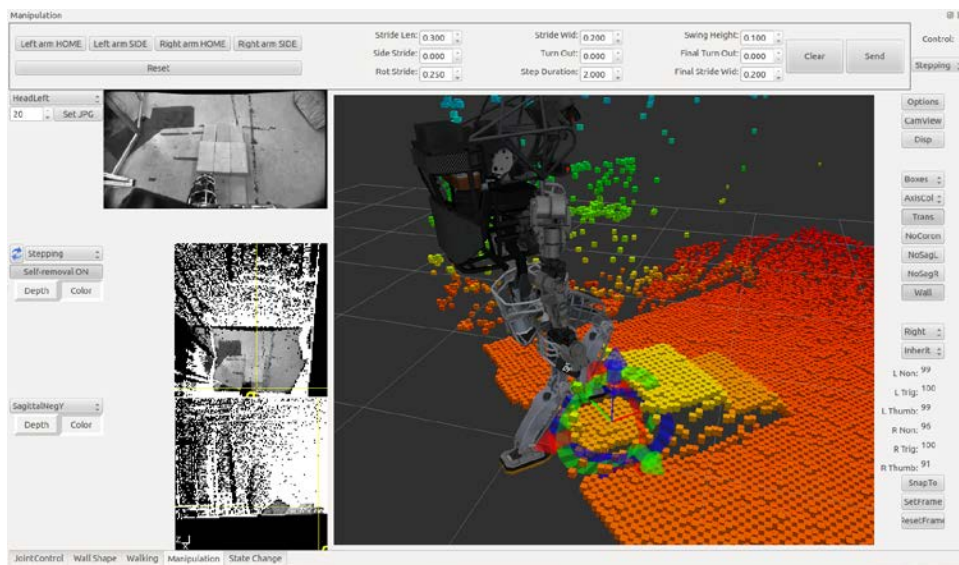 Manipulation
Left arm HOME Left arm SIDE Right arm HOME Right arm SIDE
Reset
Stride Len: 0.300 Stride Wid: 0.200 Swing Height: 0.100
Side Stride: 0.000 Turn Out: 0.000 Final Turn Out: 0.000
Rot Stride: 0.250 Step Duration: 2.000 Final Stride Wid: 0.200
Clear Send
Control:
Stepping
HeadLeft
20 Set JPG
Stepping
Self-removal ON
Depth Color
SagittalNegY
Depth Color
Z
X
Options
CamView
Disp
Boxes
AxisCol
Trans
NoCoron
NoSagL
NoSagR
Wall
Right
Inherit
L Non: 99
L Trig: 100
L Thumb: 99
R Non: 96
R Trig: 100
R Thumb: 91
SnapTo
SetFrame
ResetFrame
JointControl Wall Shape Walking Manipulation State Change